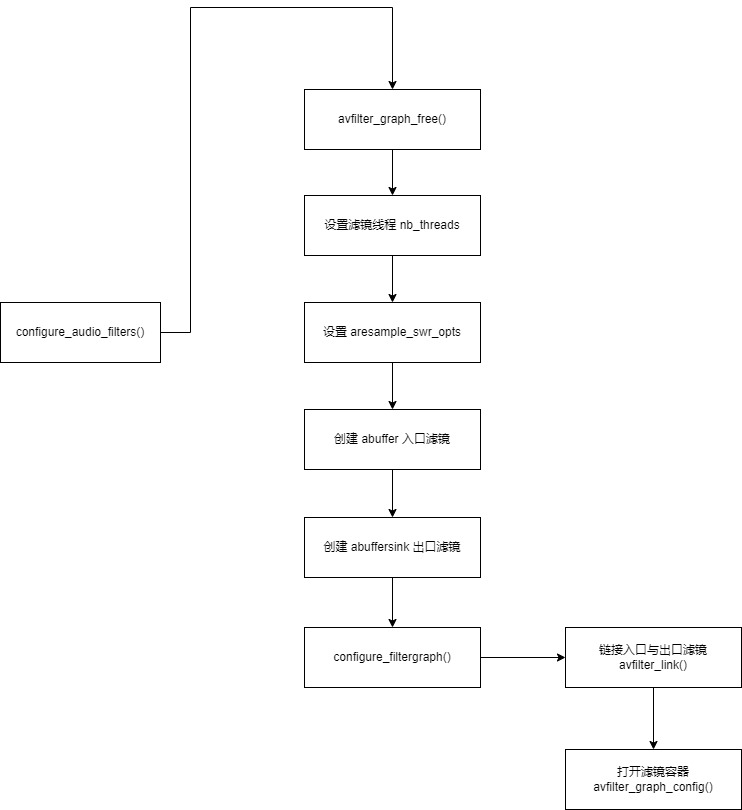 avfilter_graph_free()
设置滤镜线程 nb_threads
configure_audio_filters()
设置 aresample_swr_opts
创建 abuffer 入口滤镜
创建 abuffersink 出口滤镜
configure_filtergraph()
链接入口与出口滤镜
avfilter_link()
打开滤镜容器
avfilter_graph_config()